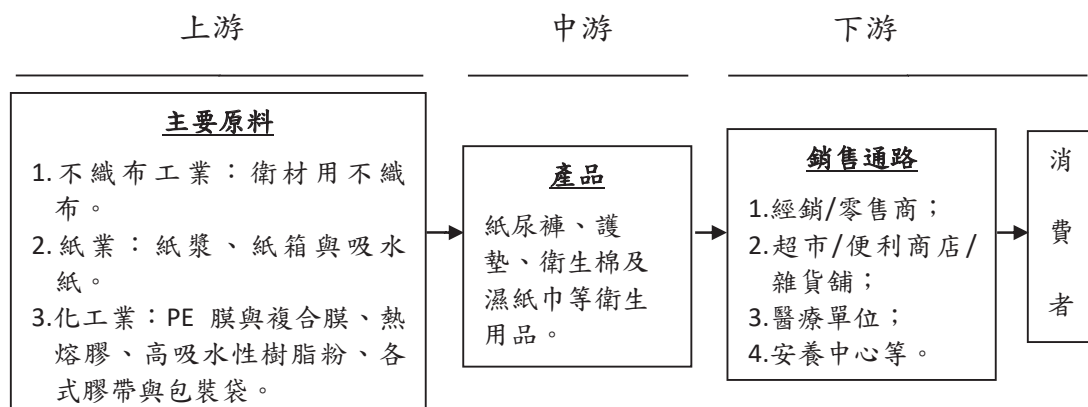 上游
中游
下游
主要原料
1.不織布工業：衛材用不織
布。
2.紙業：紙漿、紙箱與吸水
紙。
3.化工業：PE 膜與複合膜、熱
熔膠、高吸水性樹脂粉、各
式膠帶與包裝袋。
產品
紙尿褲、護
墊、衛生棉及
濕紙巾等衛生
用品。
銷售通路
1.經銷/零售商；
2.超市/便利商店/
雜貨舖；
3.醫療單位；
4.安養中心等。
消
費
者